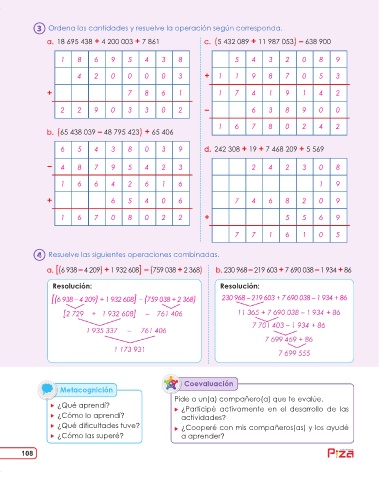 3 Ordena las cantidades y resuelve la operación según corresponda.
a. 18 695 438 + 4 200 003 + 7 861
1 8 6 9 5 4 3 8
4 2 0 0 0 0 3
+ 7 8 6 1
2 2 9 0 3 3 0 2
b. (65 438 039 – 48 795 423) + 65 406
6 5 4 3 8 0 3 9
– 4 8 7 9 5 4 2 3
1 6 6 4 2 6 1 6
+ 6 5 4 0 6
1 6 7 0 8 0 2 2
c. (5 432 089 + 11 987 053) – 638 900
5 4 3 2 0 8 9
+ 1 1 9 8 7 0 5 3
1 7 4 1 9 1 4 2
– 6 3 8 9 0 0
1 6 7 8 0 2 4 2
d. 242 308 + 19 + 7 468 209 + 5 569
2 4 2 3 0 8
1 9
7 4 6 8 2 0 9
+ 5 5 6 9
7 7 1 6 1 0 5
4 Resuelve las siguientes operaciones combinadas.
a. [(6 938 – 4 209) + 1 932 608] – (759 038 + 2 368)
Resolución:
[(6 938 – 4 209) + 1 932 608] – (759 038 + 2 368)
[2 729 + 1 932 608] – 761 406
1 935 337 – 761 406
1 173 931
b. 230 968 – 219 603 + 7 690 038 – 1 934 + 86
Resolución:
230 968 – 219 603 + 7 690 038 – 1 934 + 86
11 365 + 7 690 038 – 1 934 + 86
7 701 403 – 1 934 + 86
7 699 469 + 86
7 699 555
Metacognición
¿Qué aprendí?
¿Cómo lo aprendí?
¿Qué dificultades tuve?
¿Cómo las superé?
Coevaluación
Pide a un(a) compañero(a) que te evalúe.
¿Participé activamente en el desarrollo de las
actividades?
¿Cooperé con mis compañeros(as) y los ayudé
a aprender?
108